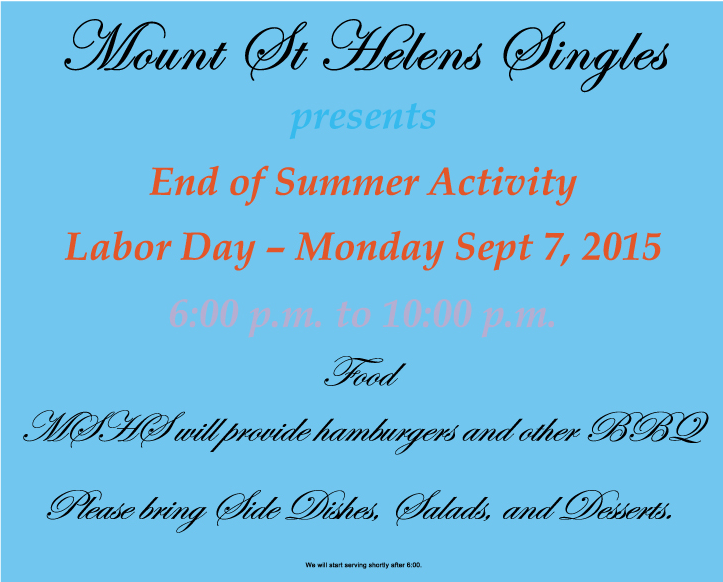 Mount St Helens Singles
presents
End of Summer Activity
Labor Day – Monday Sept 7, 2015
6:00 p.m. to 10:00 p.m.
Food
MSHS will provide hamburgers and other BBQ
Please bring Side Dishes, Salads, and Desserts.
We will start serving shortly after 6:00.